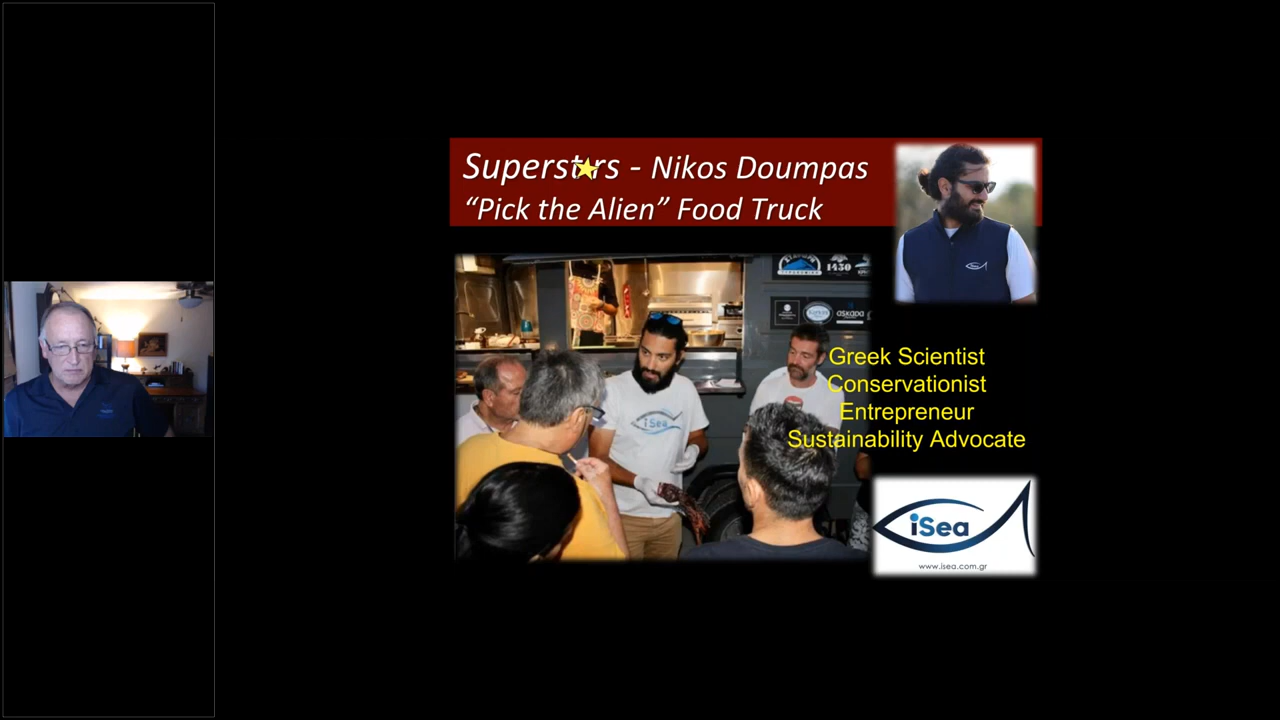 Superstars - Nikos Doumpas
“Pick the Alien” Food Truck
1450
ASKADA
iSea
Greek Scientist
Conservationist
Entrepreneur
Sustainability Advocate
iSea
www.isea.com.gr